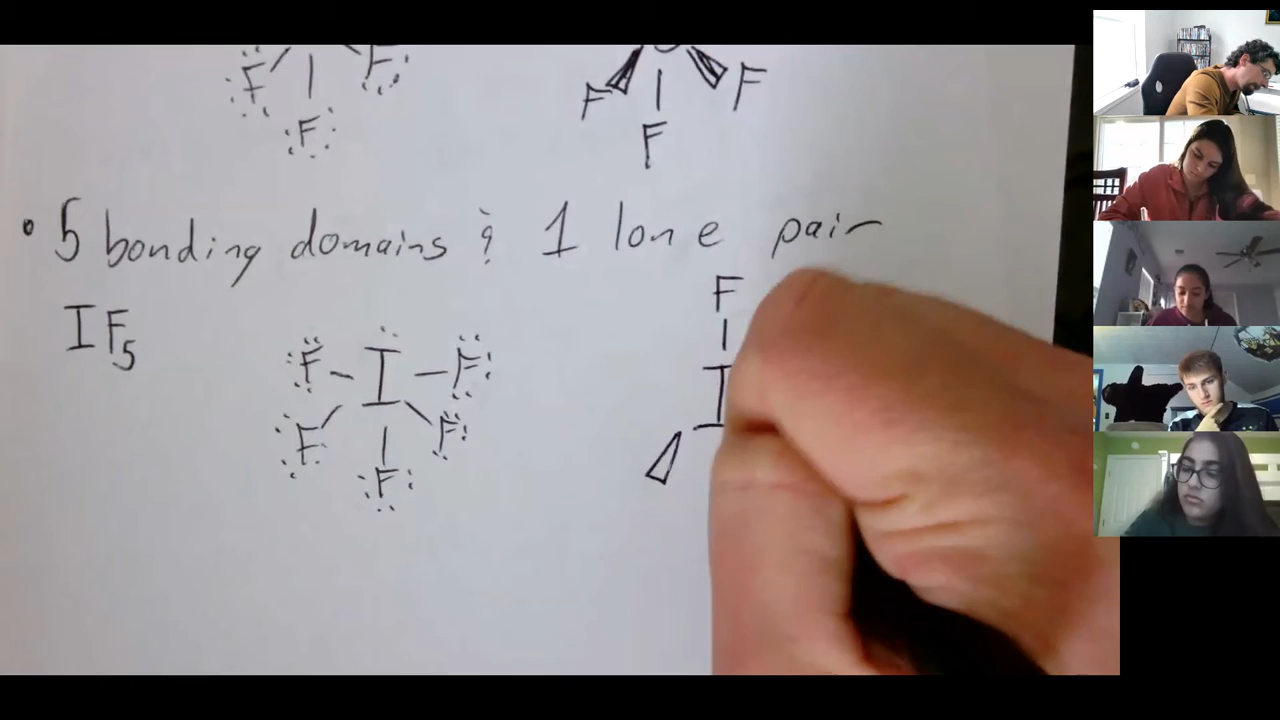 F F F F
F
F
• 5 bonding domains & 1 lone pair
F
IF5
F - I - F I
F F
F